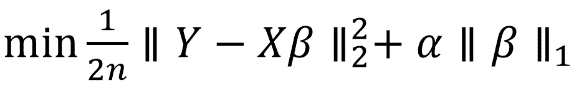 min 1/2n ‖ Y − Xβ ‖₂² + α ‖ β ‖₁